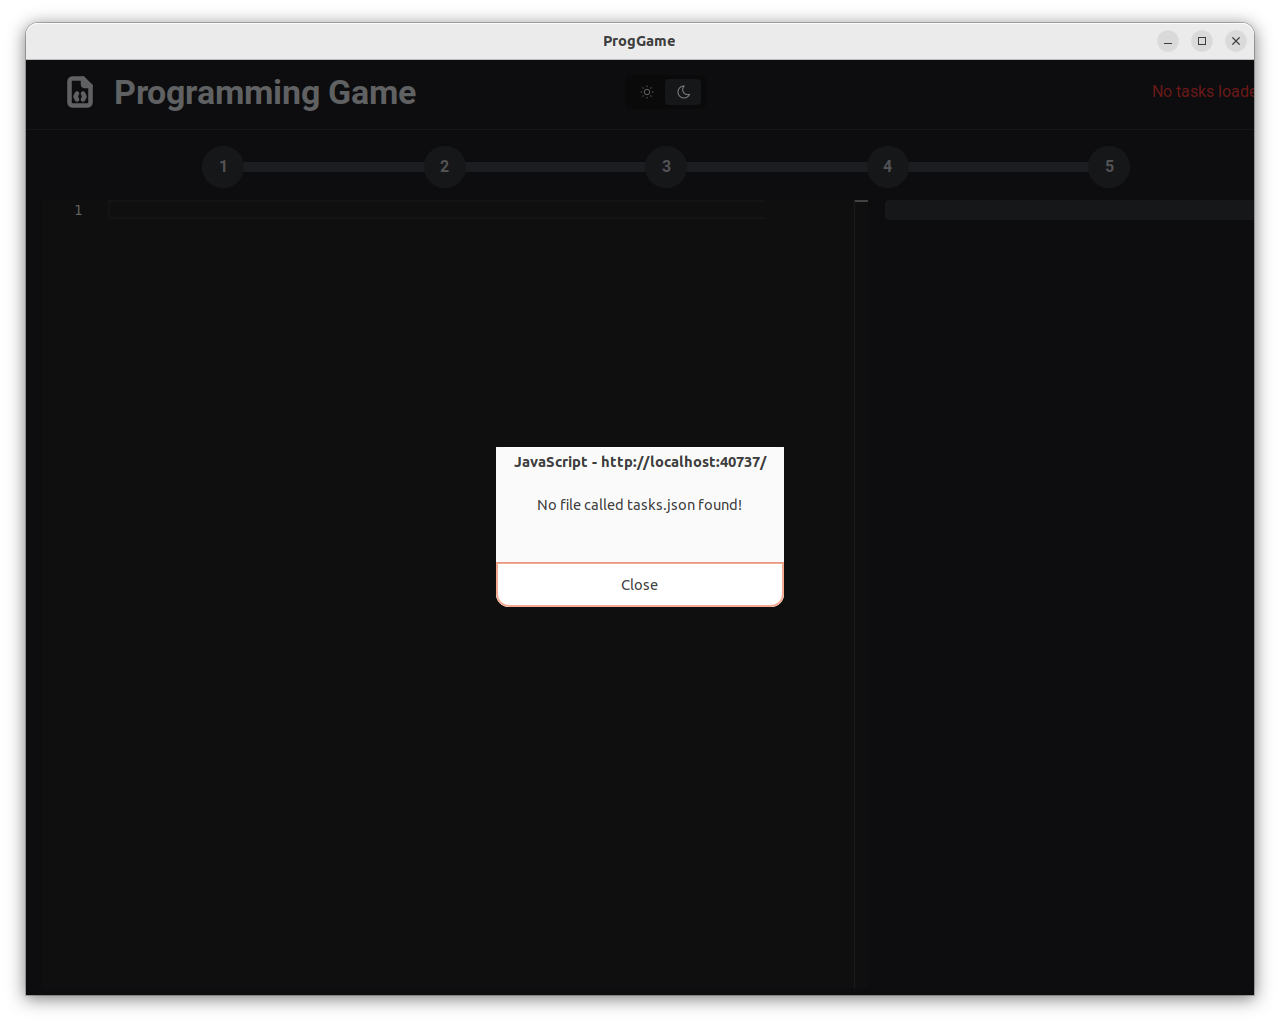 ProgGame
Programming Game
No tasks loade
1 2 3 4 5
1
JavaScript - http://localhost:40737/
No file called tasks.json found!
Close